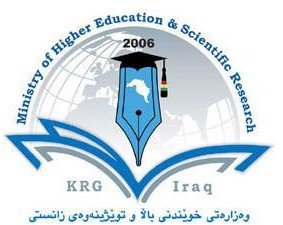 Ministry of Higher Education & Scientific Research
2006
KRG Iraq
وەزارەتی خوێندنی باڵا و توێژینەوەی زانستی